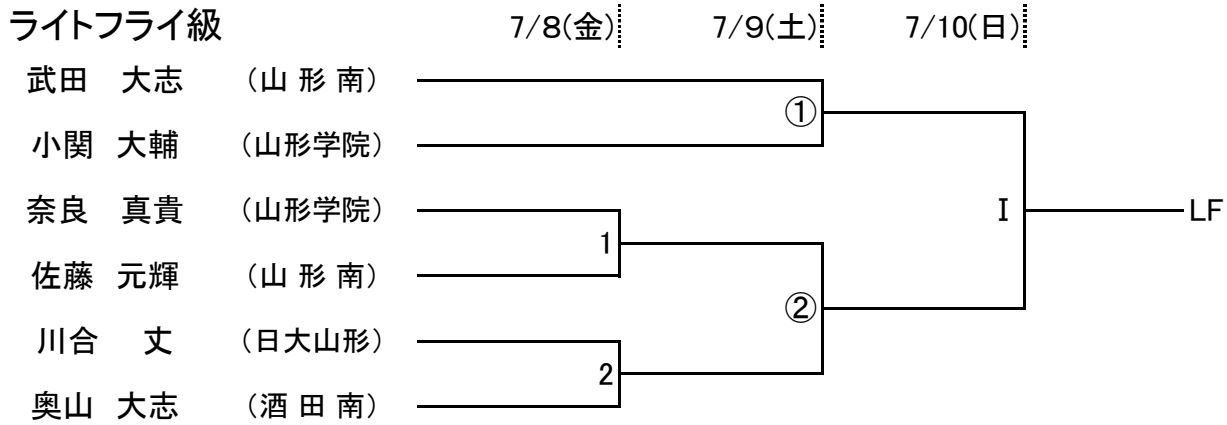 ライトフライ級 7/8(金) 7/9(土) 7/10(日)
武田 大志 (山 形 南)
①
小関 大輔 (山形学院)
奈良 真貴 (山形学院)
I LF
1
佐藤 元輝 (山 形 南)
②
川合 丈 (日大山形)
2
奥山 大志 (酒 田 南)